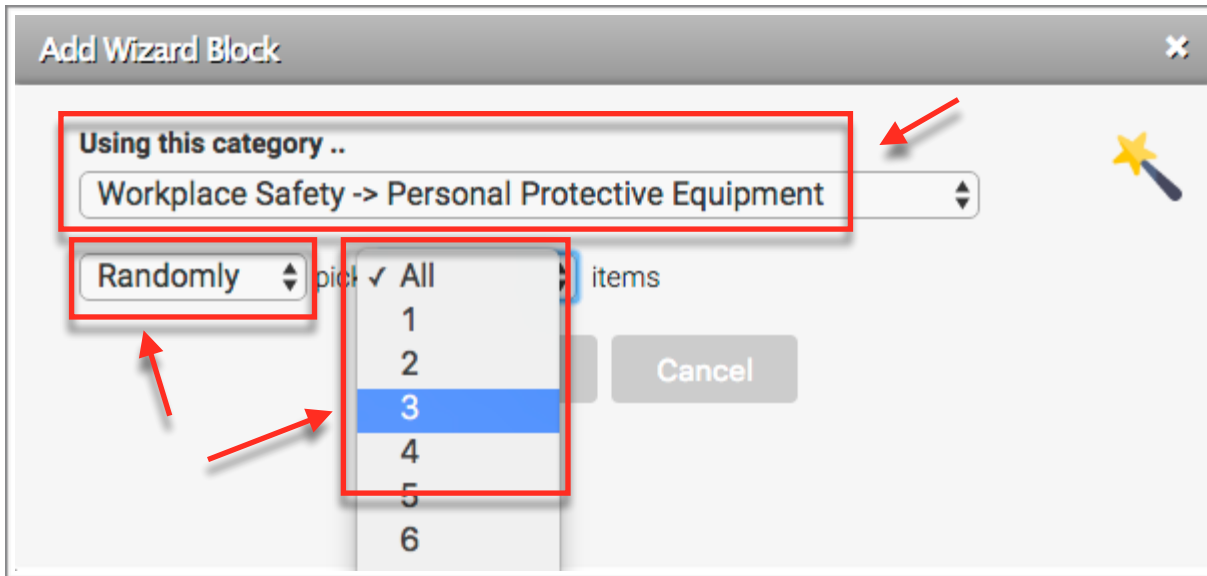 Add Wizard Block
Using this category ..
Workplace Safety -> Personal Protective Equipment
Randomly pick ✓ All items
1
2
Cancel
3
4
5
6